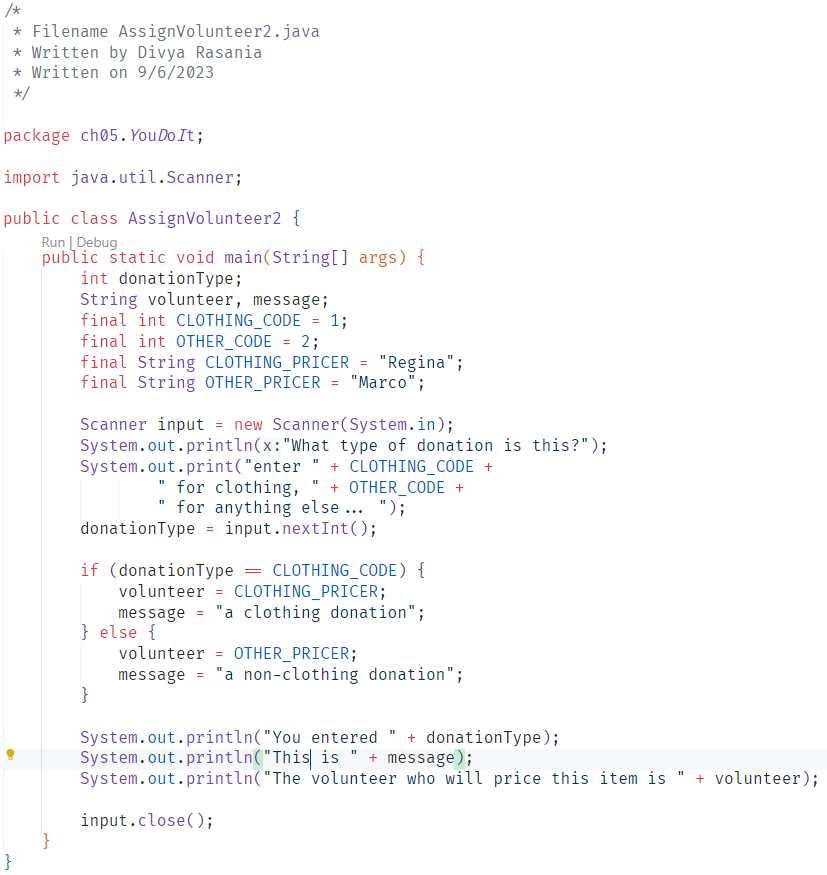 /*
 * Filename AssignVolunteer2.java
 * Written by Divya Rasania
 * Written on 9/6/2023
 */
package ch05.YouDoIt;
import java.util.Scanner;
public class AssignVolunteer2 {
Run | Debug
    public static void main(String[] args) {
        int donationType;
        String volunteer, message;
        final int CLOTHING_CODE = 1;
        final int OTHER_CODE = 2;
        final String CLOTHING_PRICER = "Regina";
        final String OTHER_PRICER = "Marco";
        Scanner input = new Scanner(System.in);
        System.out.println(x:"What type of donation is this?");
        System.out.print("enter " + CLOTHING_CODE +
                " for clothing, " + OTHER_CODE +
                " for anything else... ");
        donationType = input.nextInt();
        if (donationType == CLOTHING_CODE) {
            volunteer = CLOTHING_PRICER;
            message = "a clothing donation";
        } else {
            volunteer = OTHER_PRICER;
            message = "a non-clothing donation";
        }
        System.out.println("You entered " + donationType);
        System.out.println("This is " + message);
        System.out.println("The volunteer who will price this item is " + volunteer);
        input.close();
    }
}